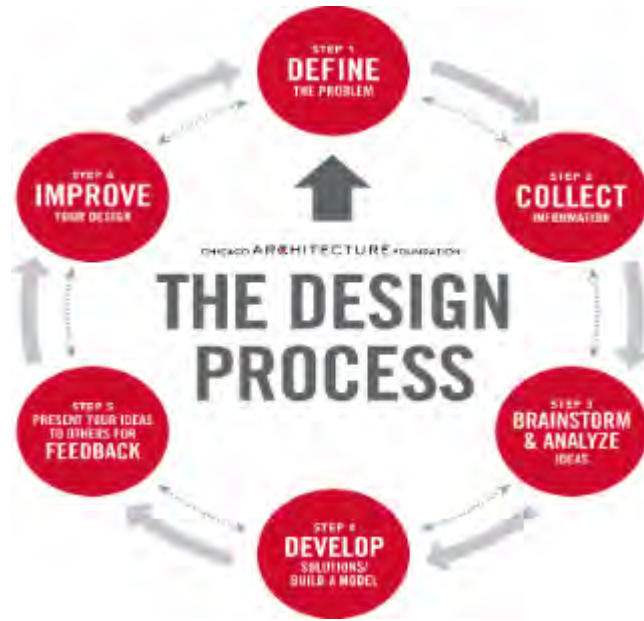 STEP 1
DEFINE
THE PROBLEM
STEP 2
COLLECT
INFORMATION
STEP 3
BRAINSTORM
& ANALYZE
IDEAS
STEP 4
DEVELOP
SOLUTIONS/
BUILD A MODEL
STEP 5
PRESENT YOUR IDEAS
TO OTHERS FOR
FEEDBACK
STEP 6
IMPROVE
YOUR DESIGN
CHICAGO ARCHITECTURE FOUNDATION
THE DESIGN
PROCESS